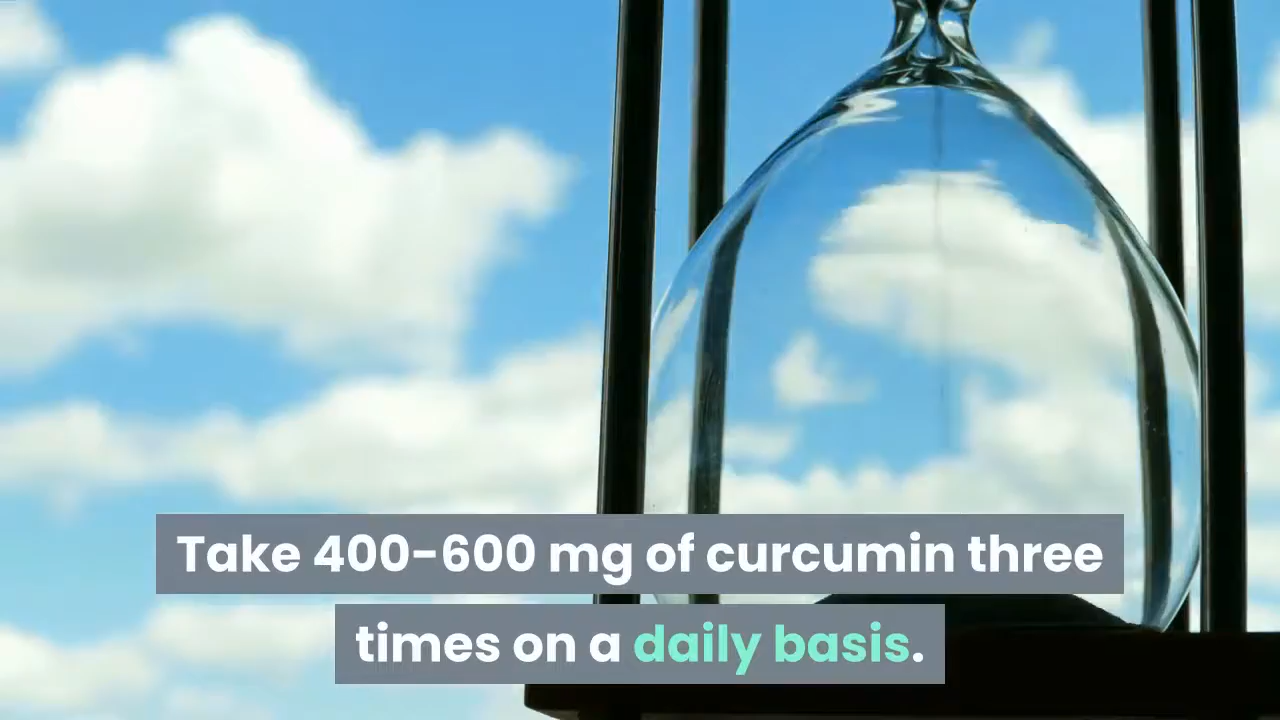 Take 400-600 mg of curcumin three
times on a daily basis.